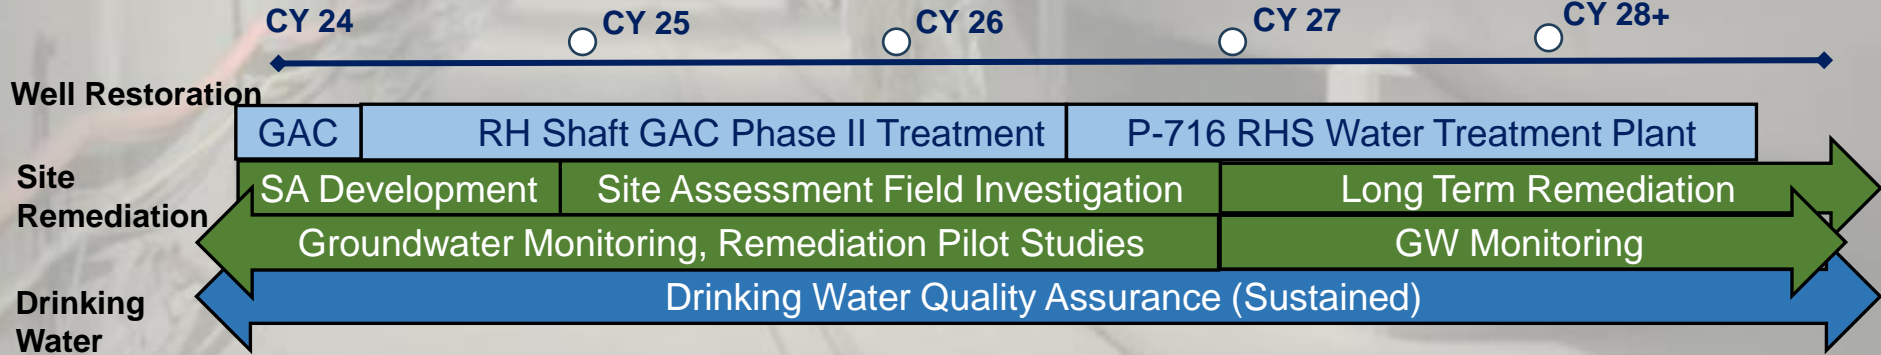 CY 24
CY 25
CY 26
CY 27
CY 28+
Well Restoration
GAC
RH Shaft GAC Phase II Treatment
P-716 RHS Water Treatment Plant
Site
Remediation
SA Development
Site Assessment Field Investigation
Long Term Remediation
Groundwater Monitoring, Remediation Pilot Studies
GW Monitoring
Drinking
Water
Drinking Water Quality Assurance (Sustained)